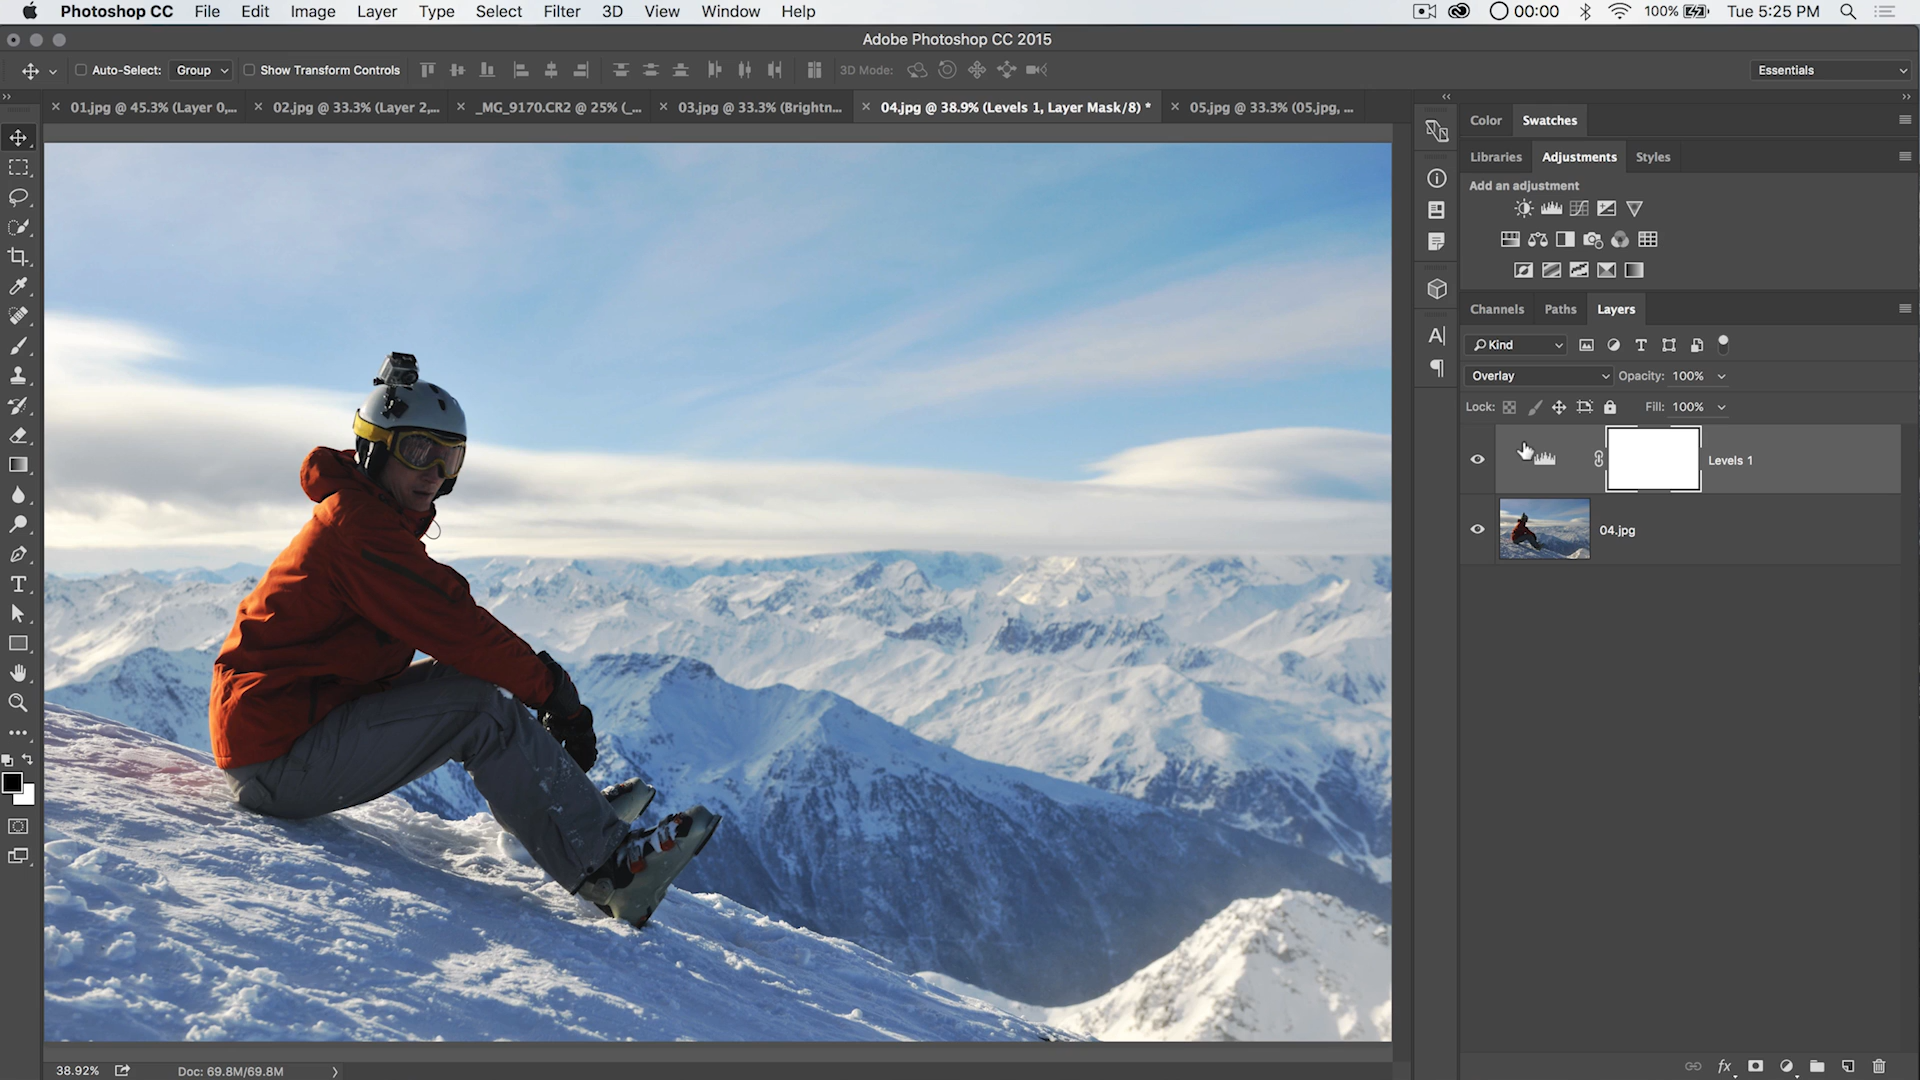 Photoshop CC File Edit Image Layer Type Select Filter 3D View Window Help 00:00 100% Tue 5:25 PM
Adobe Photoshop CC 2015
Auto-Select: Group Show Transform Controls 3D Mode: Essentials
01.jpg @ 45.3% (Layer 0,... 02.jpg @ 33.3% (Layer 2,... _MG_9170.CR2 @ 25% (_... 03.jpg @ 33.3% (Brightn... 04.jpg @ 38.9% (Levels 1, Layer Mask/8) * 05.jpg @ 33.3% (05.jpg, ...
Color Swatches
Libraries Adjustments Styles
Add an adjustment
Channels Paths Layers
Kind
Overlay Opacity: 100%
Lock: Fill: 100%
Levels 1
04.jpg
38.92% Doc: 69.8M/69.8M
fx